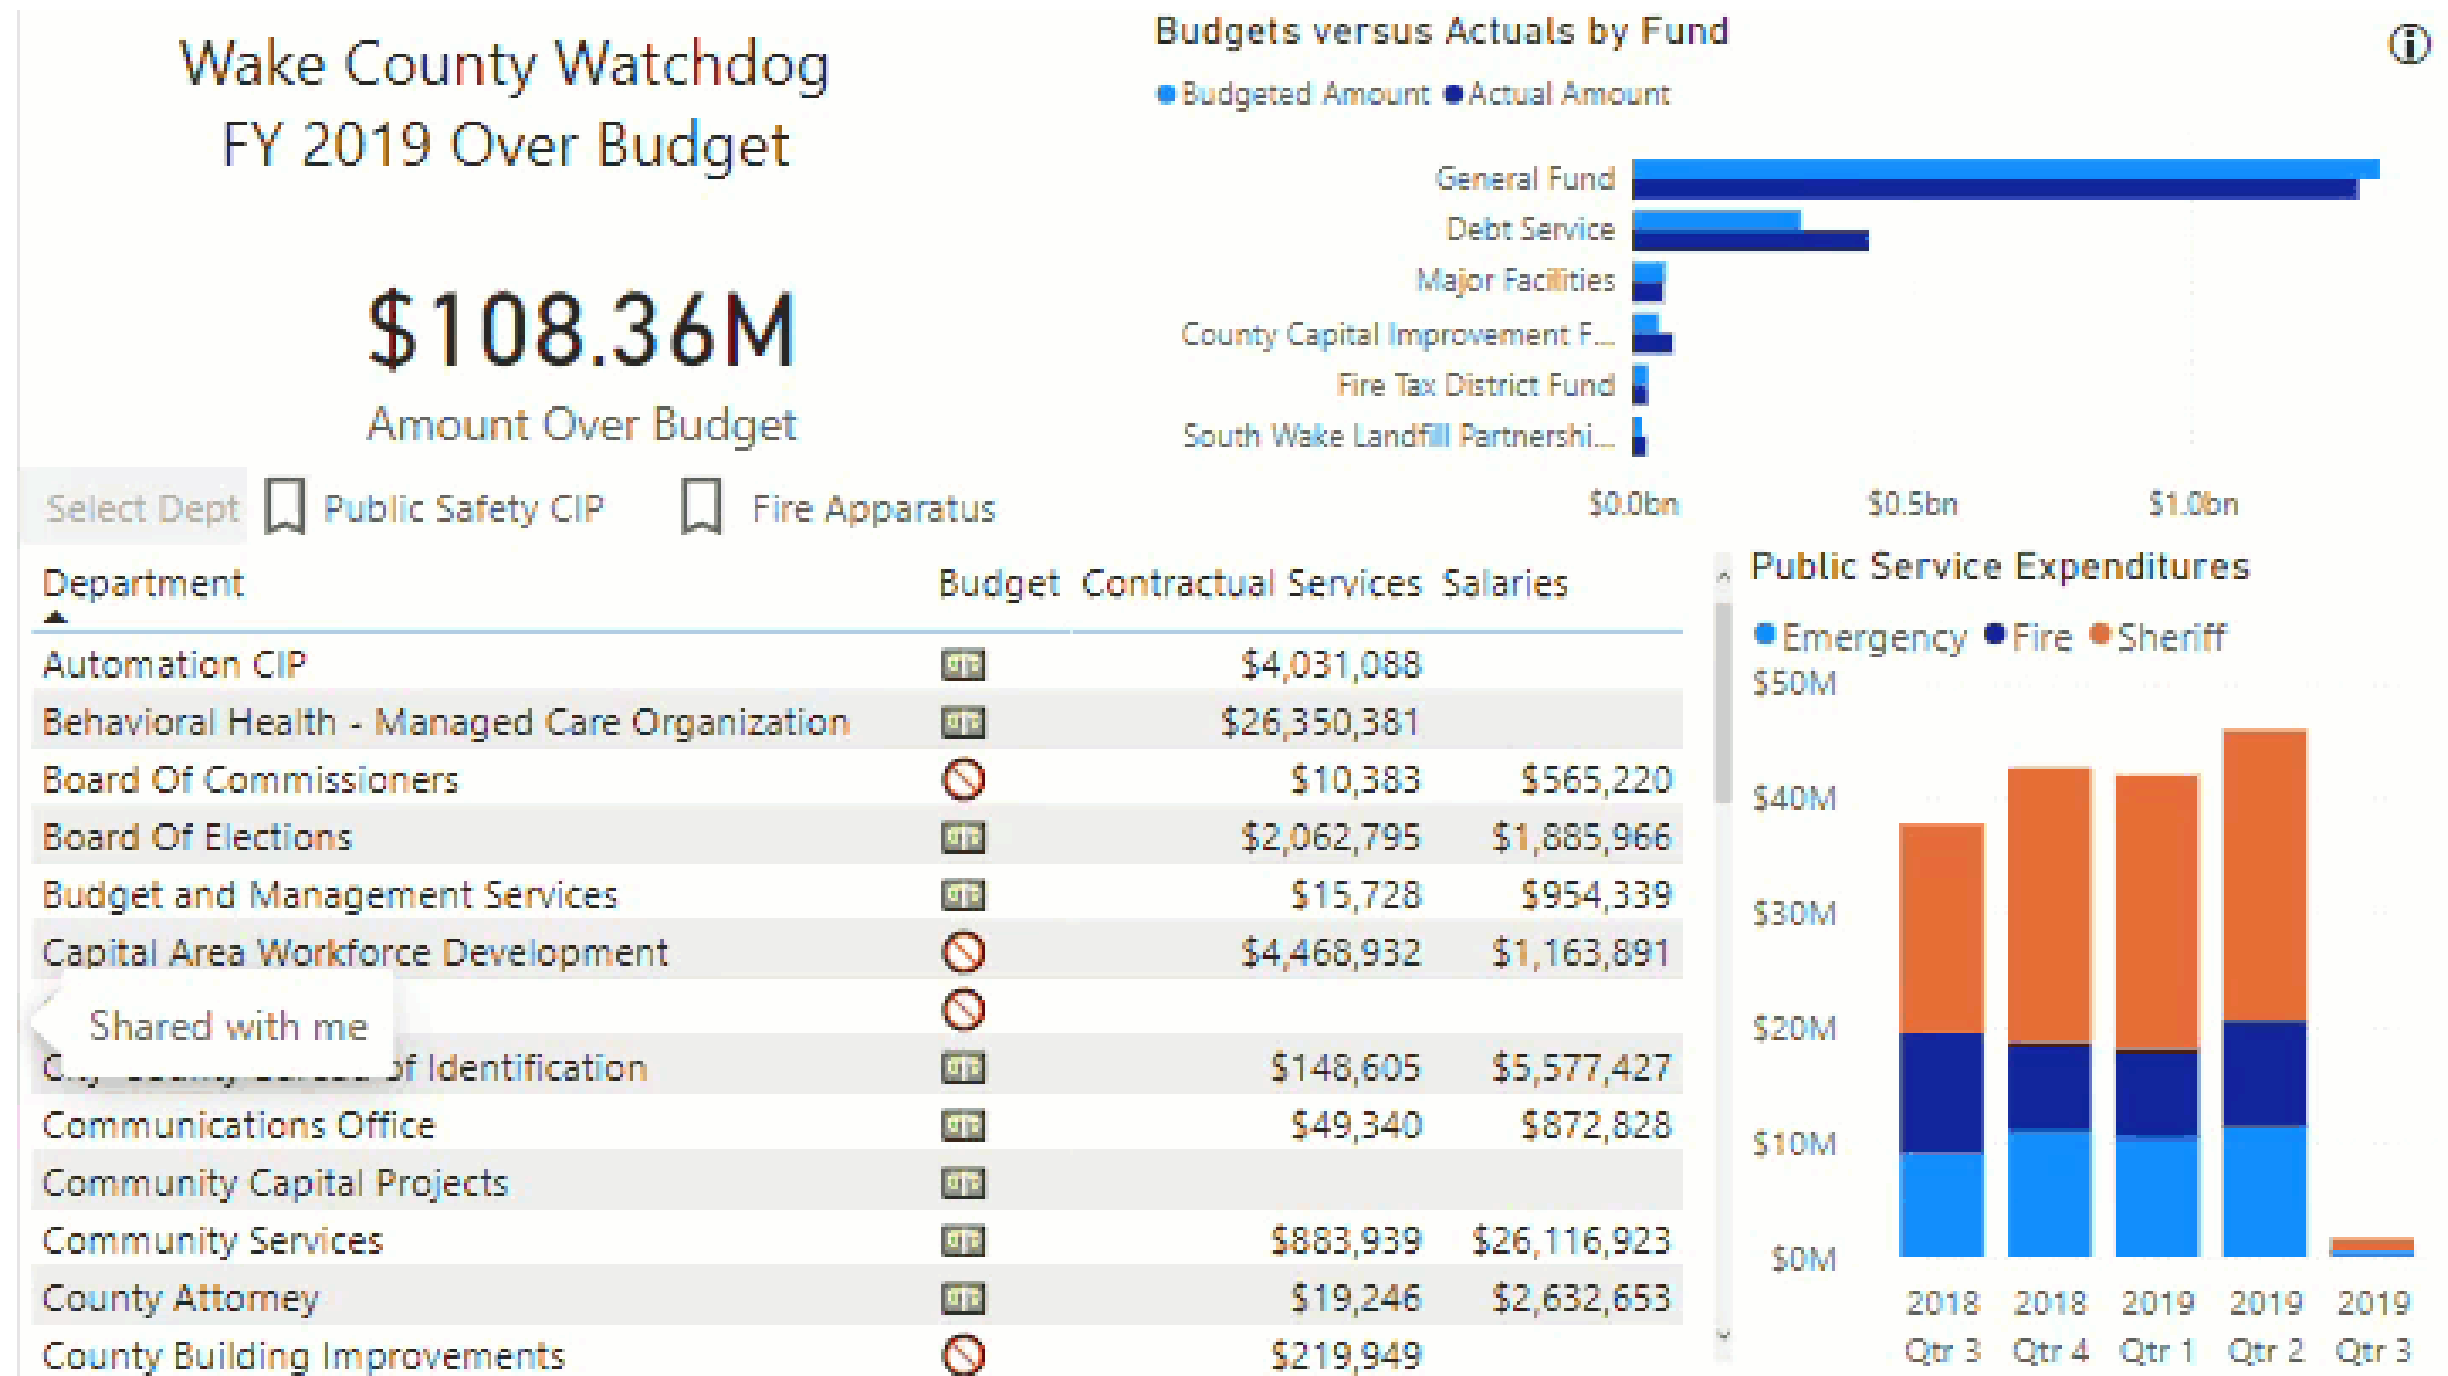 Wake County Watchdog
FY 2019 Over Budget
$108.36M
Amount Over Budget
Select Dept
Public Safety CIP
Fire Apparatus
Budgets versus Actuals by Fund
Budgeted Amount Actual Amount
General Fund
Debt Service
Major Facilities
County Capital Improvement F...
Fire Tax District Fund
South Wake Landfill Partnershi...
$0.0bn $0.5bn $1.0bn
Department Budget Contractual Services Salaries
Automation CIP $4,031,088
Behavioral Health - Managed Care Organization $26,350,381
Board Of Commissioners $10,383 $565,220
Board Of Elections $2,062,795 $1,885,966
Budget and Management Services $15,728 $954,339
Capital Area Workforce Development $4,468,932 $1,163,891
Shared with me
of Identification $148,605 $5,577,427
Communications Office $49,340 $872,828
Community Capital Projects
Community Services $883,939 $26,116,923
County Attorney $19,246 $2,632,653
County Building Improvements $219,949
Public Service Expenditures
Emergency Fire Sheriff
$50M
$40M
$30M
$20M
$10M
$0M
2018 2018 2019 2019 2019
Qtr 3 Qtr 4 Qtr 1 Qtr 2 Qtr 3